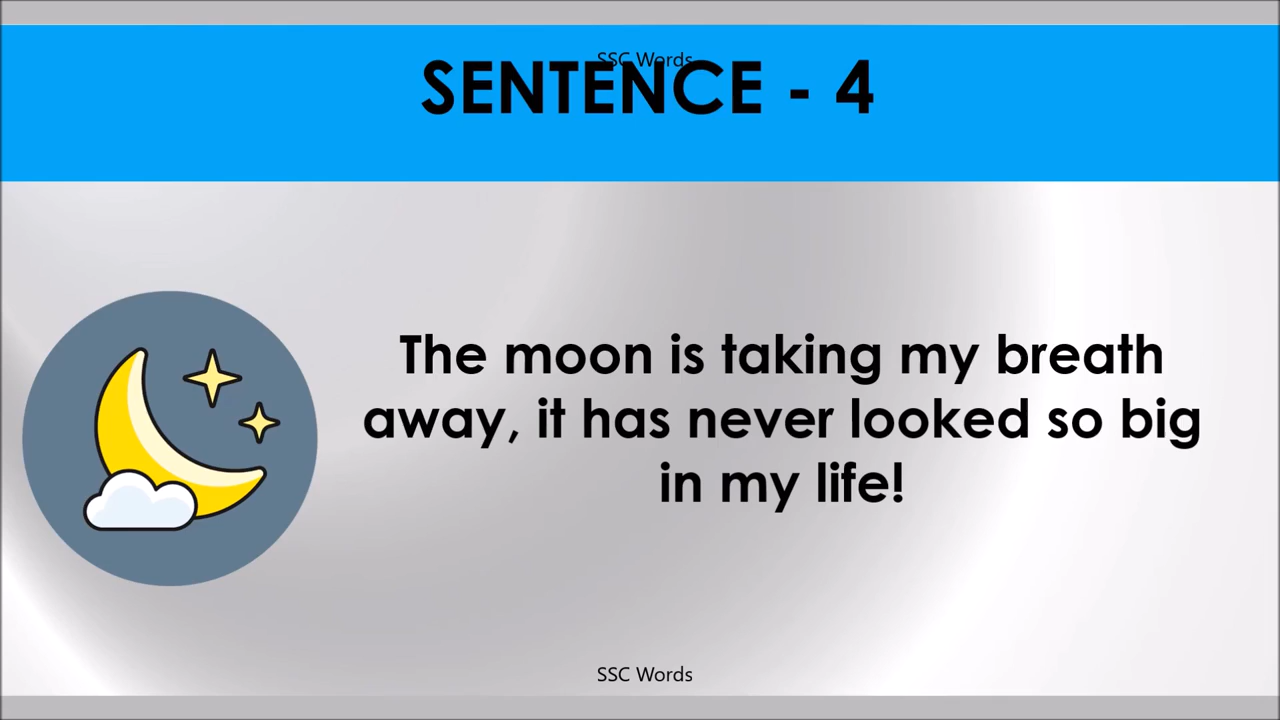 SSC Words
SENTENCE - 4
The moon is taking my breath
away, it has never looked so big
in my life!
SSC Words